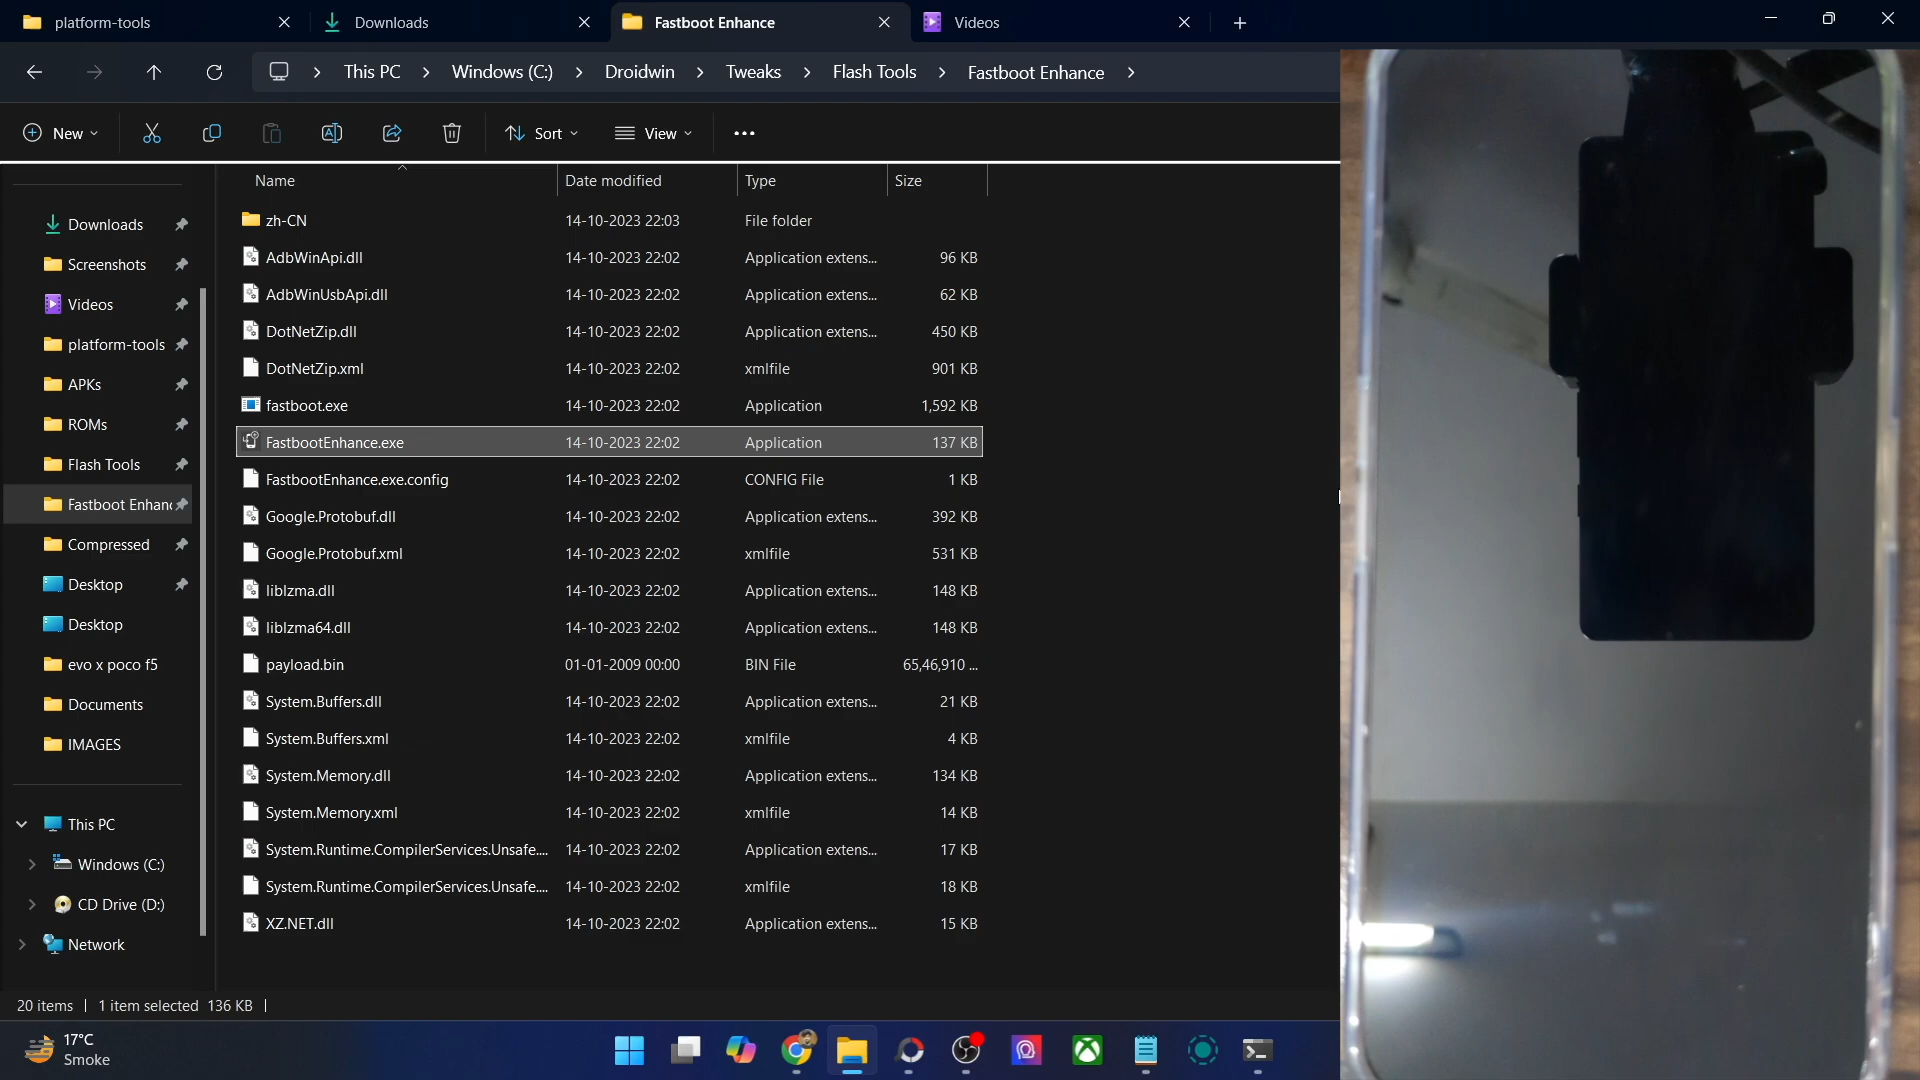 platform-tools
Downloads
Fastboot Enhance
Videos
This PC
Windows (C:)
Droidwin
Tweaks
Flash Tools
Fastboot Enhance
New
Sort
View
Name
Date modified
Type
Size
Downloads
Screenshots
Videos
platform-tools
APKs
ROMs
Flash Tools
Fastboot Enhanc
Compressed
Desktop
Desktop
evo x poco f5
Documents
IMAGES
This PC
Windows (C:)
CD Drive (D:)
Network
zh-CN 14-10-2023 22:03 File folder
AdbWinApi.dll 14-10-2023 22:02 Application extens... 96 KB
AdbWinUsbApi.dll 14-10-2023 22:02 Application extens... 62 KB
DotNetZip.dll 14-10-2023 22:02 Application extens... 450 KB
DotNetZip.xml 14-10-2023 22:02 xmlfile 901 KB
fastboot.exe 14-10-2023 22:02 Application 1,592 KB
FastbootEnhance.exe 14-10-2023 22:02 Application 137 KB
FastbootEnhance.exe.config 14-10-2023 22:02 CONFIG File 1 KB
Google.Protobuf.dll 14-10-2023 22:02 Application extens... 392 KB
Google.Protobuf.xml 14-10-2023 22:02 xmlfile 531 KB
liblzma.dll 14-10-2023 22:02 Application extens... 148 KB
liblzma64.dll 14-10-2023 22:02 Application extens... 148 KB
payload.bin 01-01-2009 00:00 BIN File 65,46,910 ...
System.Buffers.dll 14-10-2023 22:02 Application extens... 21 KB
System.Buffers.xml 14-10-2023 22:02 xmlfile 4 KB
System.Memory.dll 14-10-2023 22:02 Application extens... 134 KB
System.Memory.xml 14-10-2023 22:02 xmlfile 14 KB
System.Runtime.CompilerServices.Unsafe.... 14-10-2023 22:02 Application extens... 17 KB
System.Runtime.CompilerServices.Unsafe.... 14-10-2023 22:02 xmlfile 18 KB
XZ.NET.dll 14-10-2023 22:02 Application extens... 15 KB
20 items 1 item selected 136 KB
17°C
Smoke